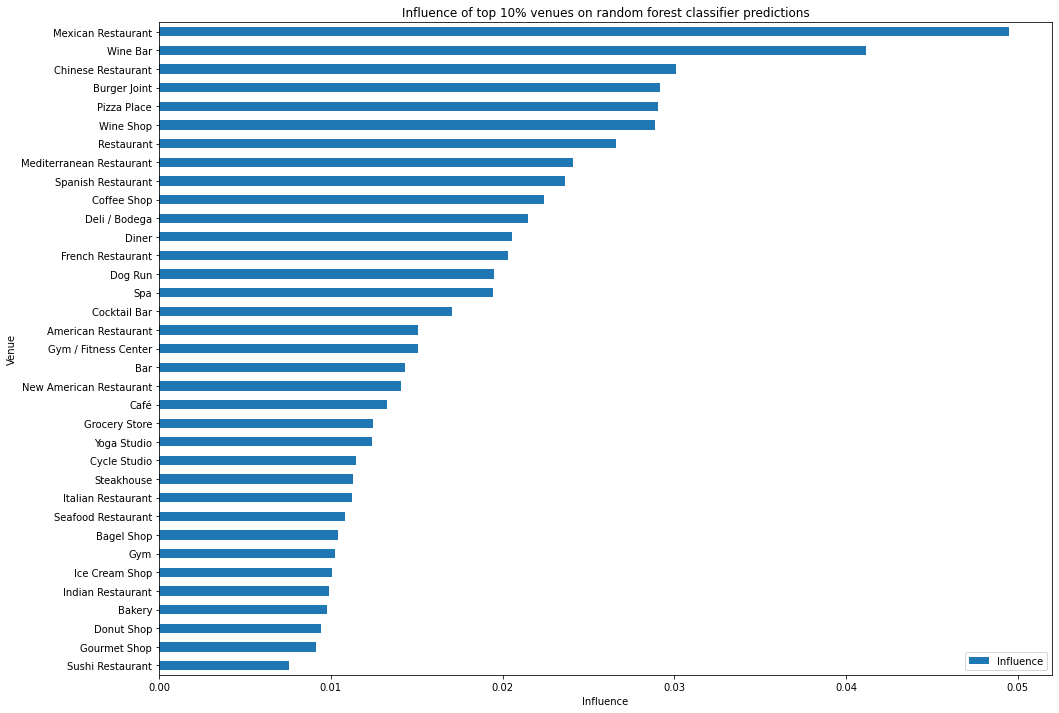 Influence of top 10% venues on random forest classifier predictions
Mexican Restaurant
Wine Bar
Chinese Restaurant
Burger Joint
Pizza Place
Wine Shop
Restaurant
Mediterranean Restaurant
Spanish Restaurant
Coffee Shop
Deli / Bodega
Diner
French Restaurant
Dog Run
Spa
Cocktail Bar
American Restaurant
Gym / Fitness Center
Bar
New American Restaurant
Café
Grocery Store
Yoga Studio
Cycle Studio
Steakhouse
Italian Restaurant
Seafood Restaurant
Bagel Shop
Gym
Ice Cream Shop
Indian Restaurant
Bakery
Donut Shop
Gourmet Shop
Sushi Restaurant
Venue
Influence
0.00 0.01 0.02 0.03 0.04 0.05
Influence